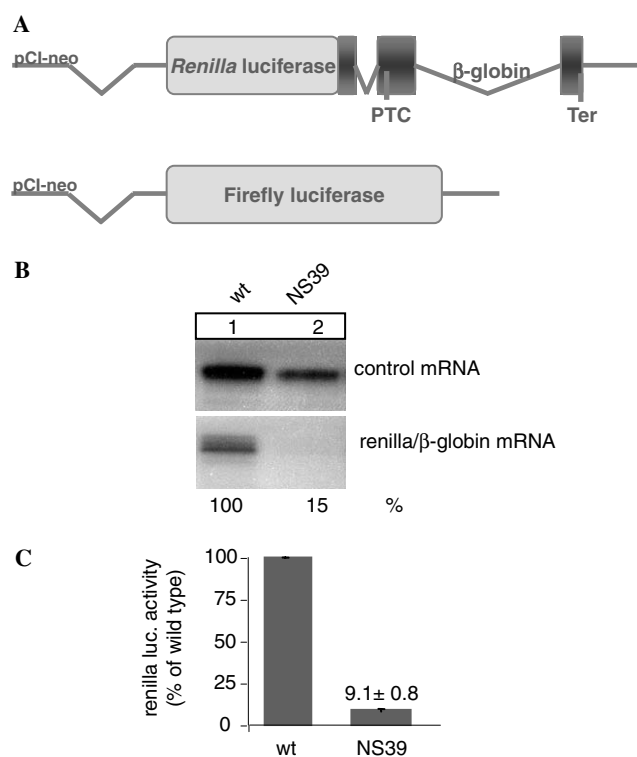 A
pCI-neo
Renilla luciferase
β-globin
PTC
Ter
pCI-neo
Firefly luciferase
B
wt NS39
1 2
control mRNA
renilla/β-globin mRNA
100 15 %
C
renilla luc. activity
(% of wild type)
100
75
50
25
0
9.1± 0.8
wt NS39